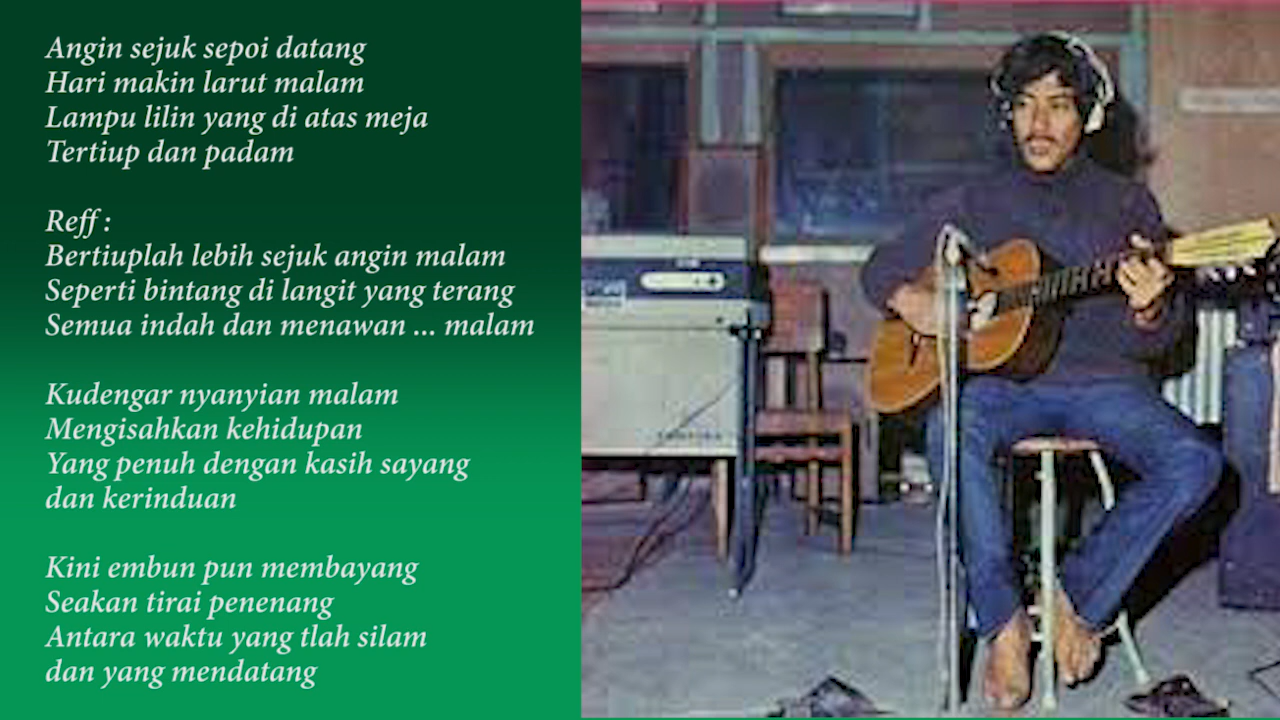 Angin sejuk sepoi datang
Hari makin larut malam
Lampu lilin yang di atas meja
Tertiup dan padam
Reff :
Bertiuplah lebih sejuk angin malam
Seperti bintang di langit yang terang
Semua indah dan menawan ... malam
Kudengar nyanyian malam
Mengisahkan kehidupan
Yang penuh dengan kasih sayang
dan kerinduan
Kini embun pun membayang
Seakan tirai penenang
Antara waktu yang tlah silam
dan yang mendatang